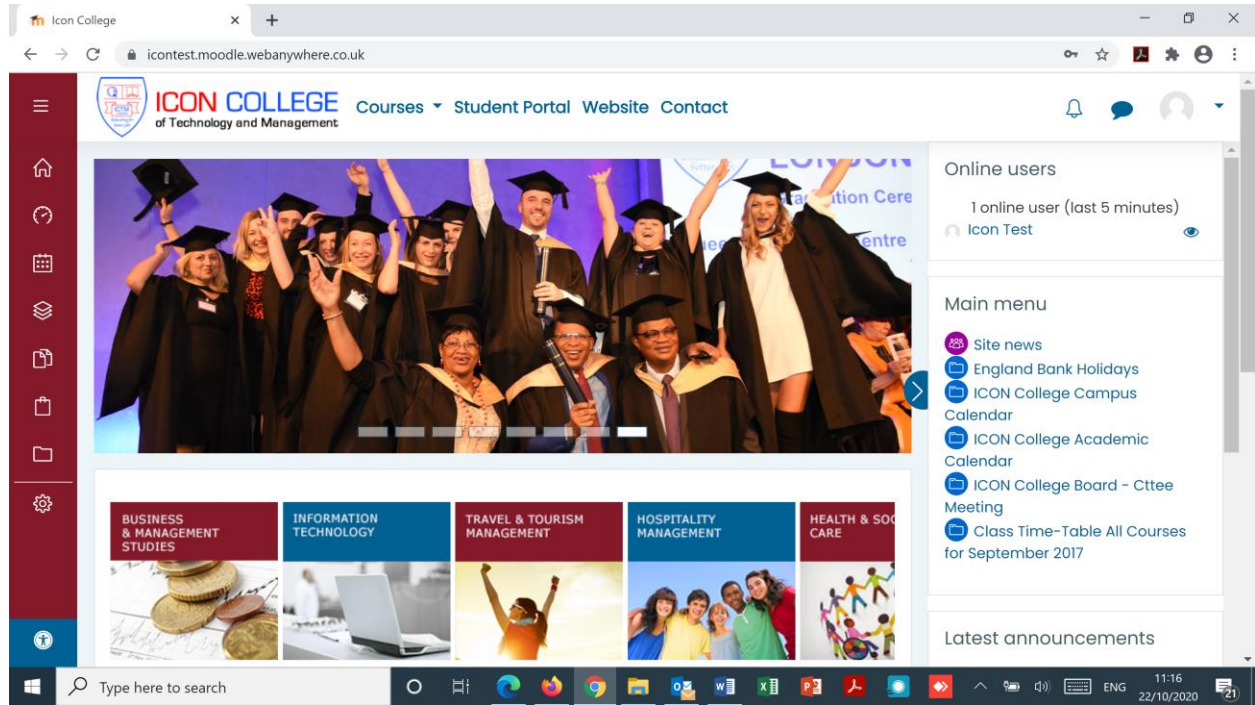 Icon College
icontest.moodle.webanywhere.co.uk
ICON COLLEGE
of Technology and Management
Courses Student Portal Website Contact
LONDON
Graduation Cere
entre
Online users
1 online user (last 5 minutes)
Icon Test
Main menu
Site news
England Bank Holidays
ICON College Campus
Calendar
ICON College Academic
Calendar
ICON College Board - Cttee
Meeting
Class Time-Table All Courses
for September 2017
Latest announcements
BUSINESS
& MANAGEMENT
STUDIES
INFORMATION
TECHNOLOGY
TRAVEL & TOURISM
MANAGEMENT
HOSPITALITY
MANAGEMENT
HEALTH & SOC
CARE
Type here to search
ENG
11:16
22/10/2020
21